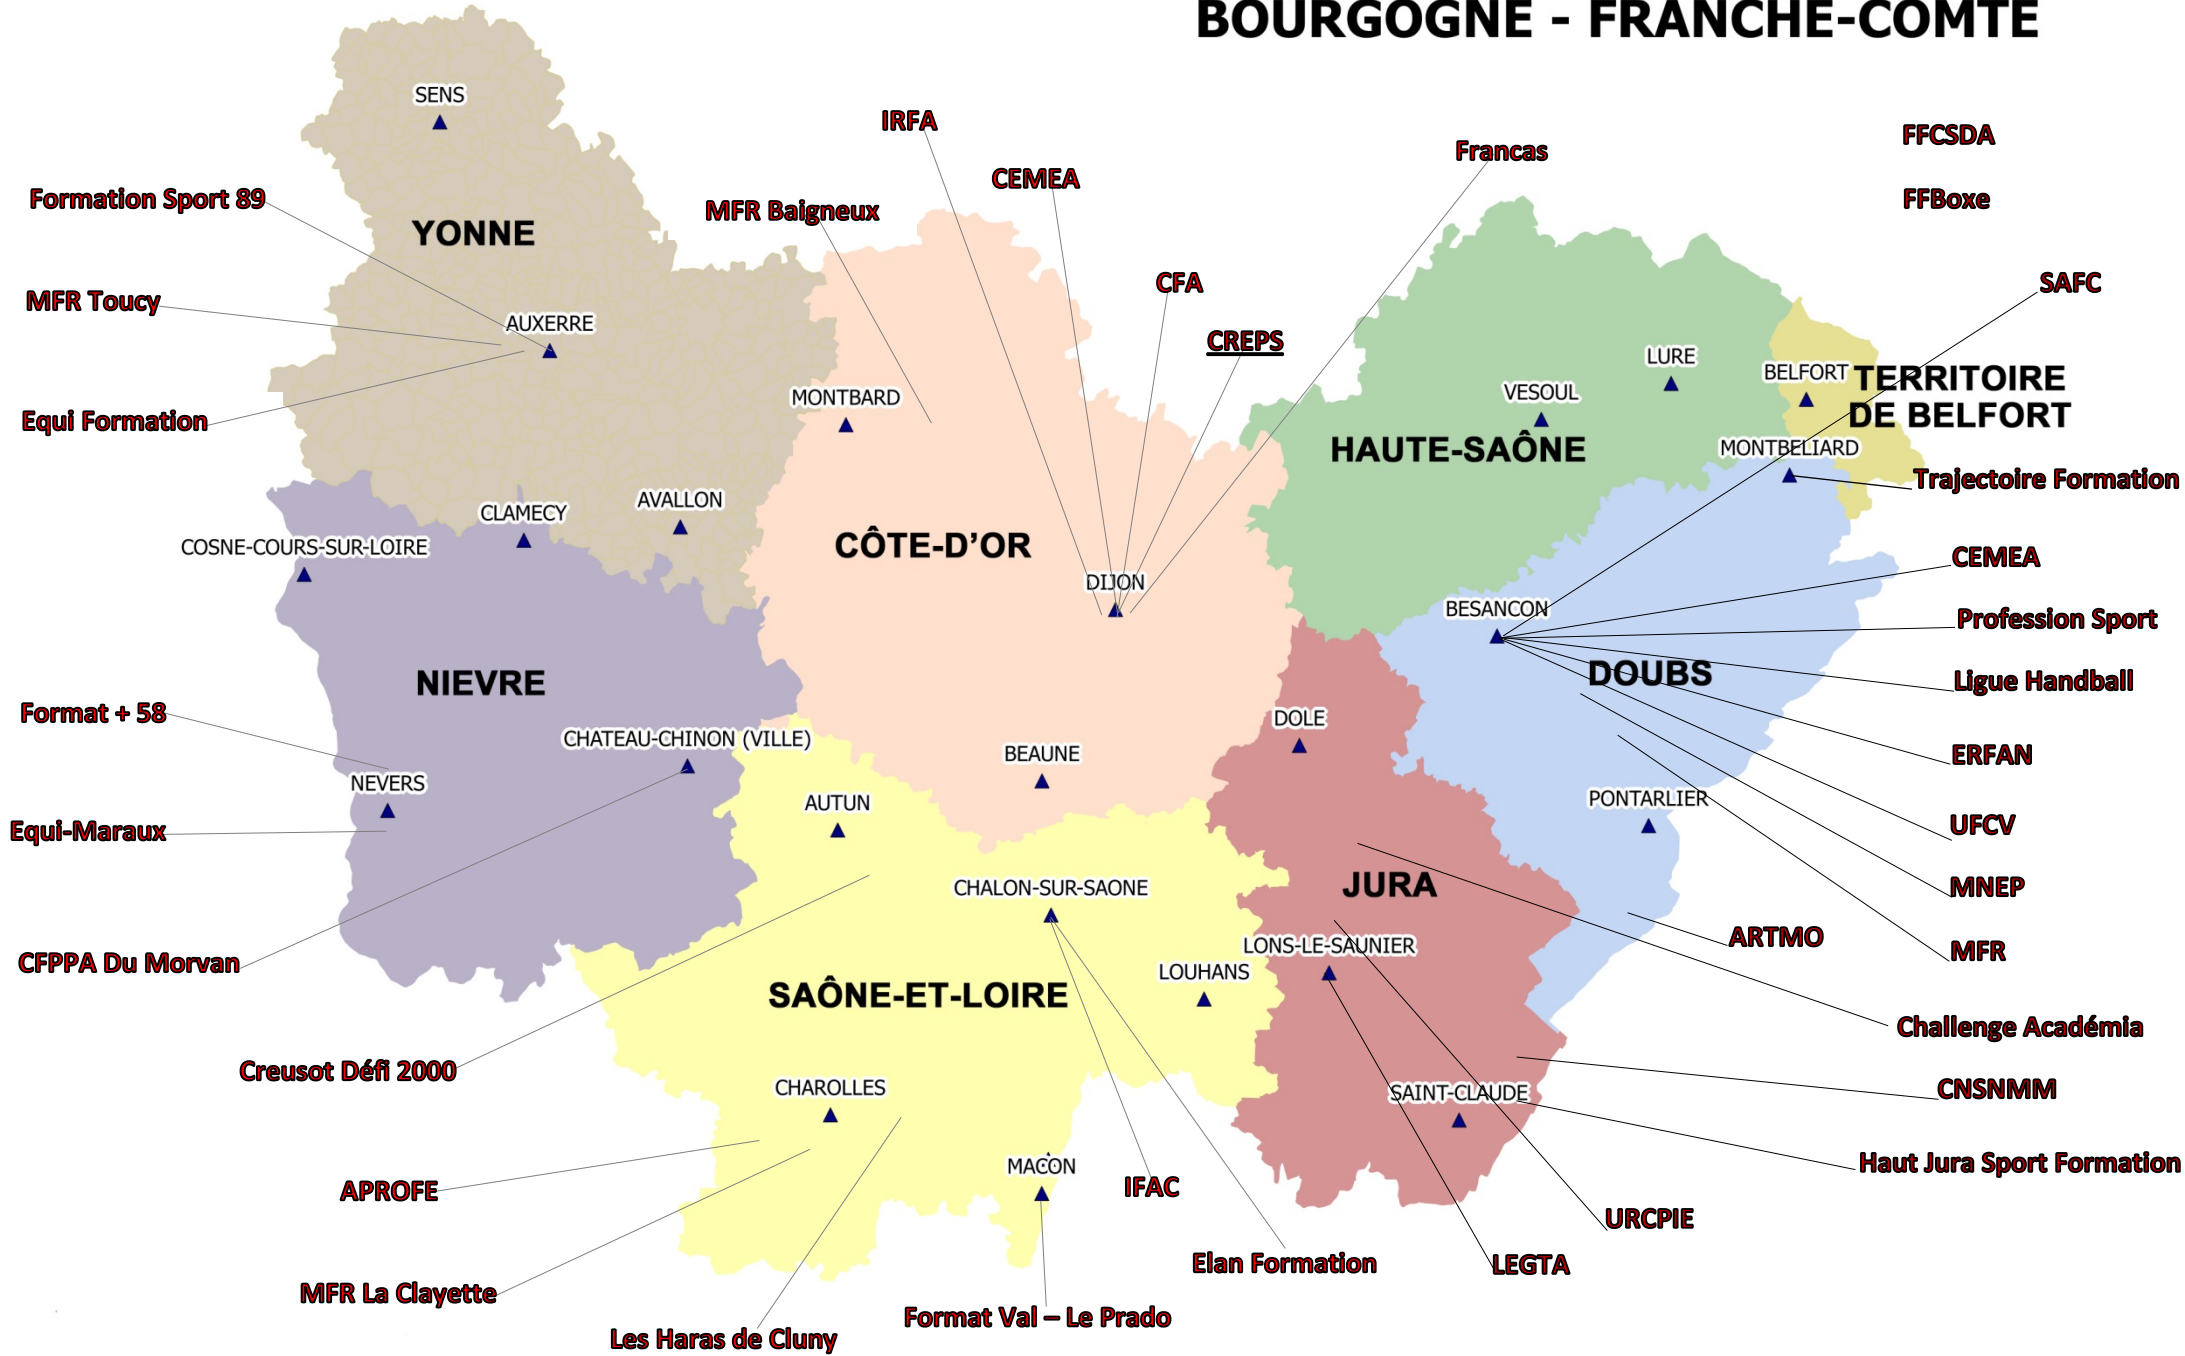 BOURGOGNE - FRANCHE-COMTE
SENS
IRFA
FFCSDA
Francas
CEMEA
Formation Sport 89
FFBoxe
MFR Baigneux
YONNE
CFA
SAFC
MFR Toucy
AUXERRE
CREPS
LURE
BELFORT
TERRITOIRE
DE BELFORT
VESOUL
MONTBARD
Equi Formation
HAUTE-SAÔNE
MONTBELIARD
Trajectoire Formation
AVALLON
CLAMECY
COSNE-COURS-SUR-LOIRE
CÔTE-D’OR
CEMEA
DIJON
BESANCON
Profession Sport
DOUBS
Ligue Handball
NIEVRE
Format + 58
DOLE
CHATEAU-CHINON (VILLE)
BEAUNE
ERFAN
NEVERS
AUTUN
PONTARLIER
UFCV
Equi-Maraux
JURA
CHALON-SUR-SAONE
MNEP
ARTMO
LONS-LE-SAUNIER
MFR
CFPPA Du Morvan
LOUHANS
SAÔNE-ET-LOIRE
Challenge Académia
Creusot Défi 2000
CHAROLLES
SAINT-CLAUDE
CNSNMM
MACON
Haut Jura Sport Formation
APROFE
IFAC
URCPIE
Elan Formation
LEGTA
MFR La Clayette
Format Val – Le Prado
Les Haras de Cluny